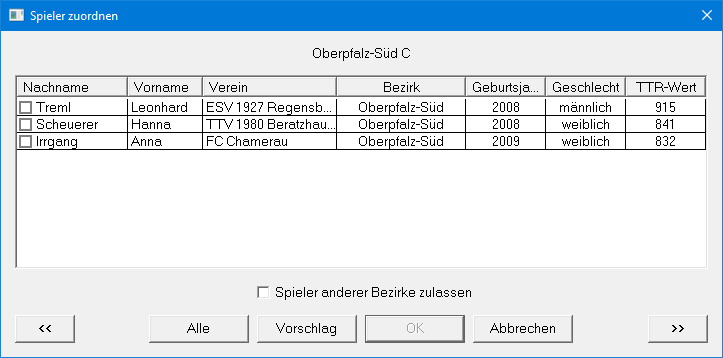 Spieler zuordnen
Oberpfalz-Süd C
Nachname Vorname Verein Bezirk Geburtsja... Geschlecht TTR-Wert
Treml Leonhard ESV 1927 Regensb... Oberpfalz-Süd 2008 männlich 915
Scheuerer Hanna TTV 1980 Beratzhau... Oberpfalz-Süd 2008 weiblich 841
Irrgang Anna FC Chamerau Oberpfalz-Süd 2009 weiblich 832
Spieler anderer Bezirke zulassen
<< Alle Vorschlag OK Abbrechen >>